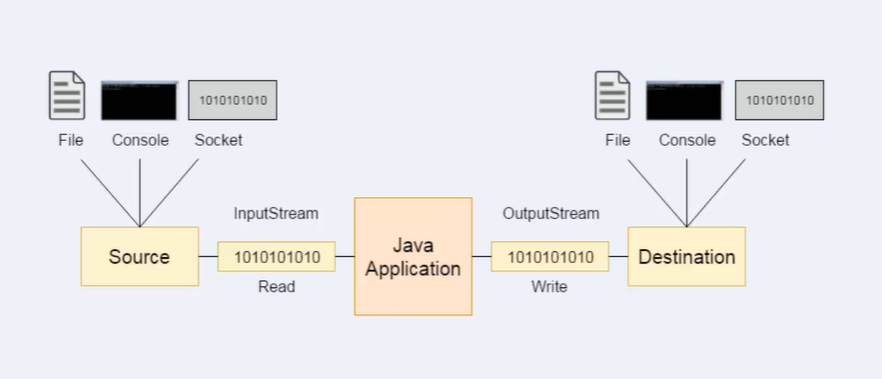 1010101010
1010101010
File
Console
Socket
File
Console
Socket
InputStream
OutputStream
Source
1010101010
Java
Application
1010101010
Destination
Read
Write